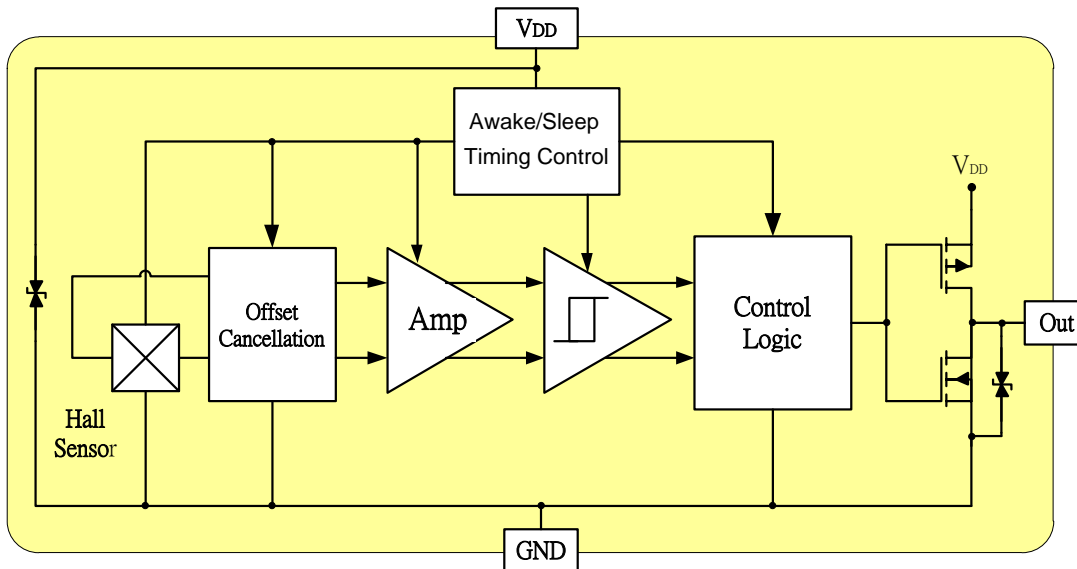 VDD
Awake/Sleep
Timing Control
VDD
Offset
Cancellation
Amp
Control
Logic
Out
Hall
Sensor
GND